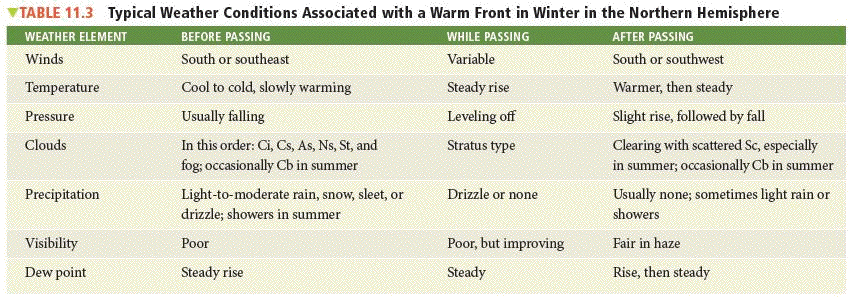 ▼TABLE 11.3 Typical Weather Conditions Associated with a Warm Front in Winter in the Northern Hemisphere
WEATHER ELEMENT BEFORE PASSING WHILE PASSING AFTER PASSING
Winds South or southeast Variable South or southwest
Temperature Cool to cold, slowly warming Steady rise Warmer, then steady
Pressure Usually falling Leveling off Slight rise, followed by fall
Clouds In this order: Ci, Cs, As, Ns, St, and Stratus type Clearing with scattered Sc, especially
fog; occasionally Cb in summer in summer; occasionally Cb in summer
Precipitation Light-to-moderate rain, snow, sleet, or Drizzle or none Usually none; sometimes light rain or
drizzle; showers in summer showers
Visibility Poor Poor, but improving Fair in haze
Dew point Steady rise Steady Rise, then steady